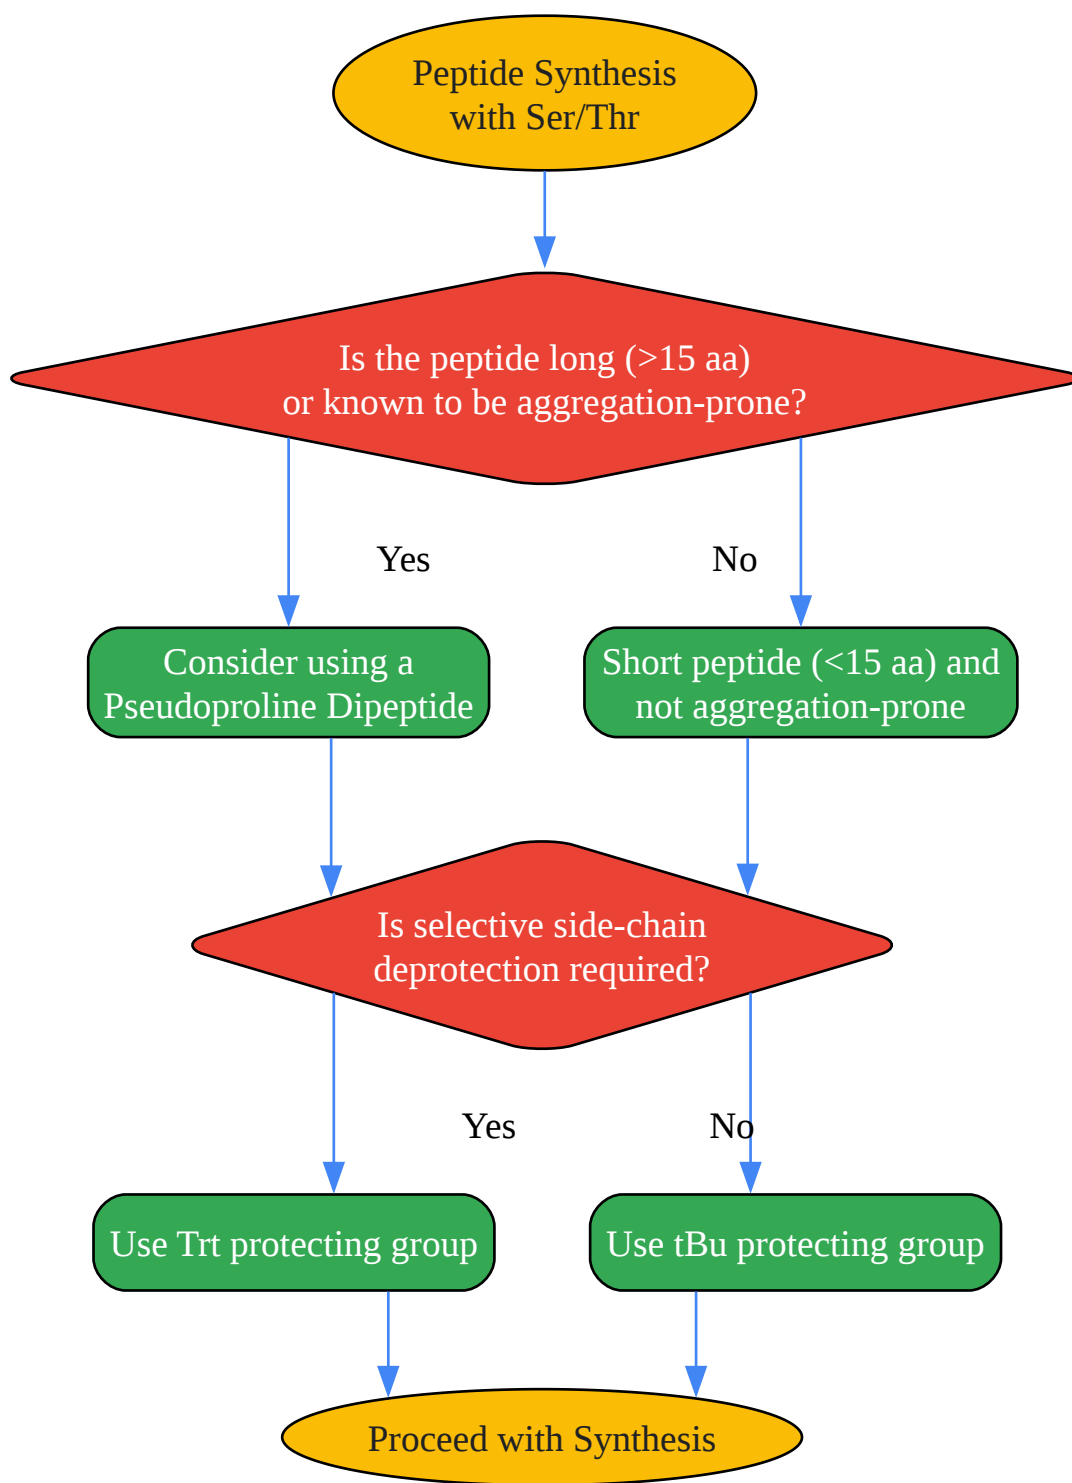 Peptide Synthesis
with Ser/Thr
Is the peptide long (>15 aa)
or known to be aggregation-prone?
Yes
No
Consider using a
Pseudoproline Dipeptide
Short peptide (<15 aa) and
not aggregation-prone
Is selective side-chain
deprotection required?
Yes
No
Use Trt protecting group
Use tBu protecting group
Proceed with Synthesis